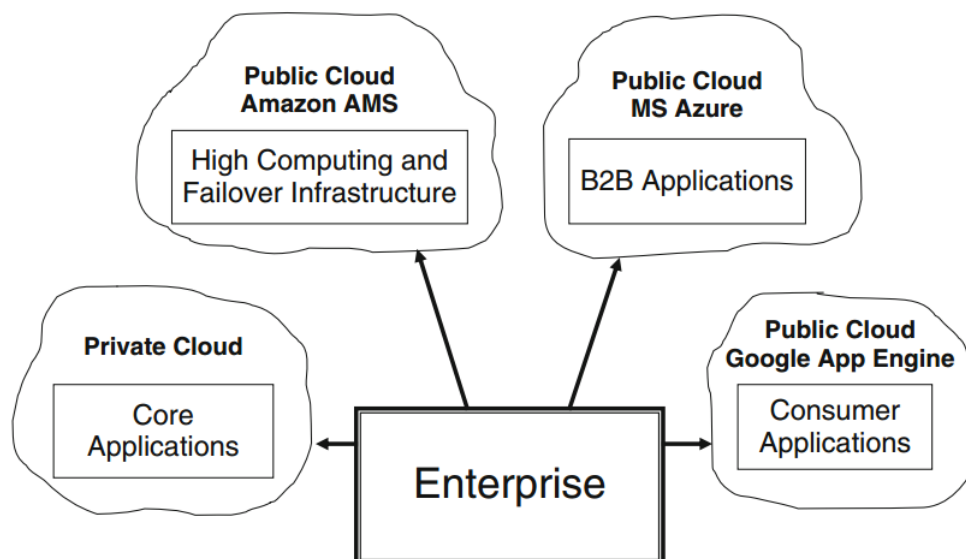 Public Cloud
Amazon AMS
High Computing and
Failover Infrastructure
Public Cloud
MS Azure
B2B Applications
Private Cloud
Core
Applications
Public Cloud
Google App Engine
Consumer
Applications
Enterprise